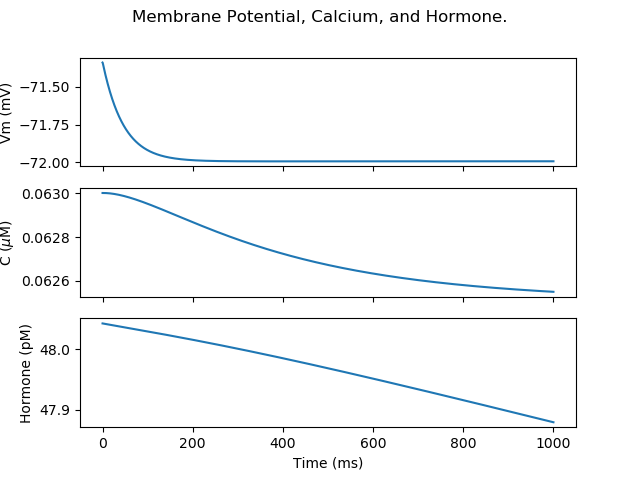 Membrane Potential, Calcium, and Hormone.
Vm (mV)
−71.50
−71.75
−72.00
C (μM)
0.0630
0.0628
0.0626
Hormone (pM)
48.0
47.9
0 200 400 600 800 1000
Time (ms)